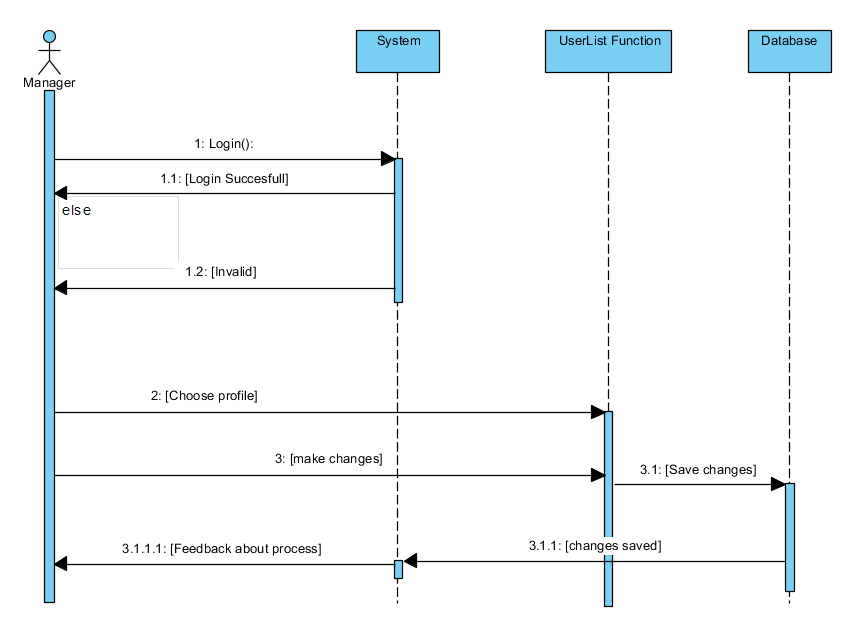 System
UserList Function
Database
Manager
1: Login():
1.1: [Login Succesfull]
else
1.2: [Invalid]
2: [Choose profile]
3: [make changes]
3.1: [Save changes]
3.1.1: [changes saved]
3.1.1.1: [Feedback about process]